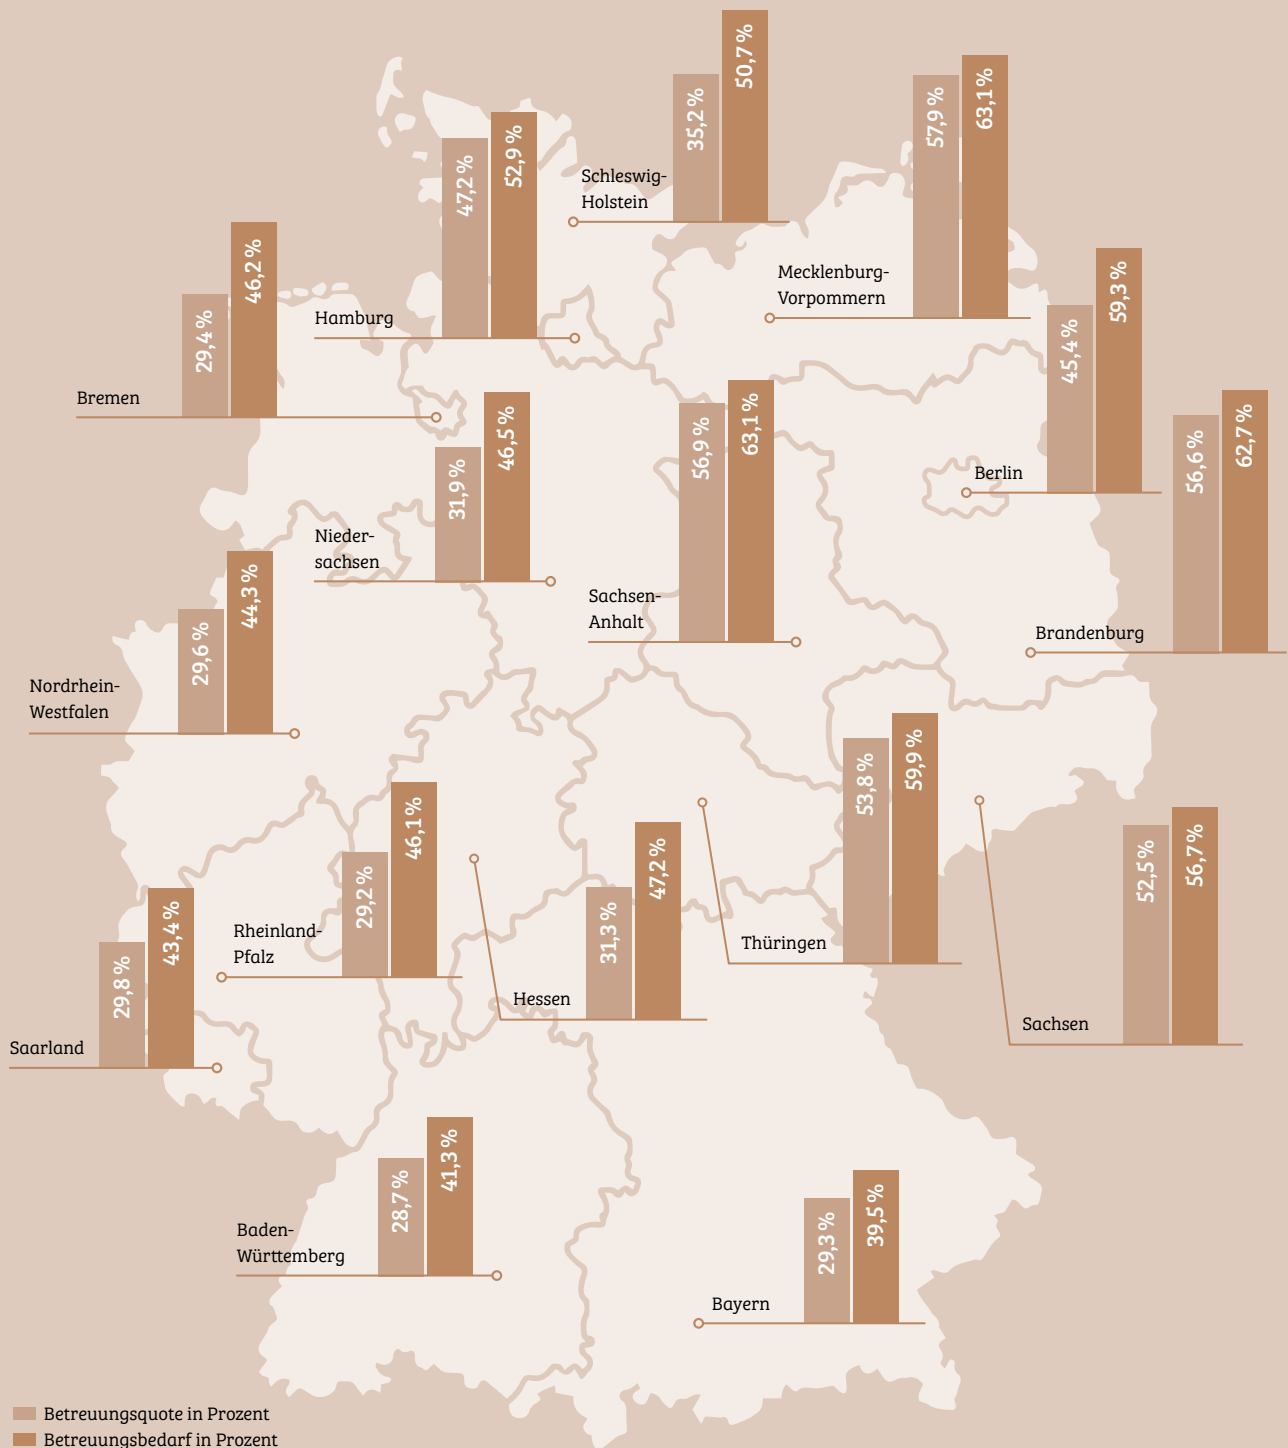 Schleswig-
Holstein
35,2 %
50,7 %
Mecklenburg-
Vorpommern
57,9 %
63,1 %
Hamburg
47,2 %
52,9 %
Bremen
29,4 %
46,2 %
Berlin
45,4 %
59,3 %
Nieder-
sachsen
31,9 %
46,5 %
Sachsen-
Anhalt
56,9 %
63,1 %
Brandenburg
56,6 %
62,7 %
Nordrhein-
Westfalen
29,6 %
44,3 %
Rheinland-
Pfalz
29,2 %
46,1 %
Hessen
31,3 %
47,2 %
Thüringen
53,8 %
59,9 %
Sachsen
52,5 %
56,7 %
Saarland
29,8 %
43,4 %
Baden-
Württemberg
28,7 %
41,3 %
Bayern
29,3 %
39,5 %
Betreuungsquote in Prozent
Betreuungsbedarf in Prozent